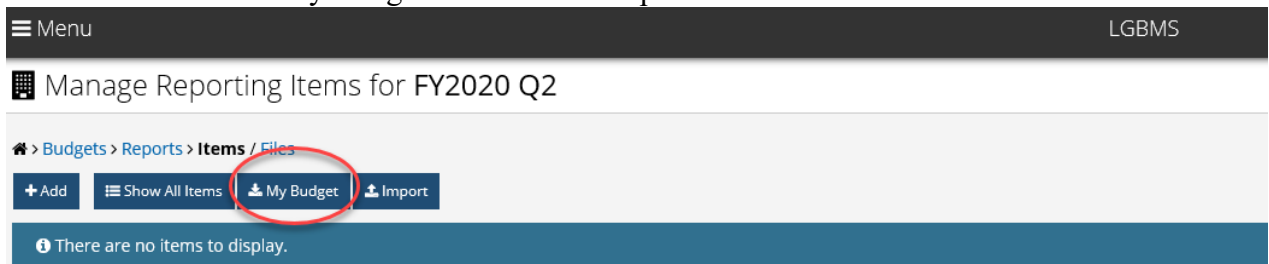 Menu LGBMS
Manage Reporting Items for FY2020 Q2
> Budgets > Reports > Items / Files
+ Add Show All Items My Budget Import
There are no items to display.